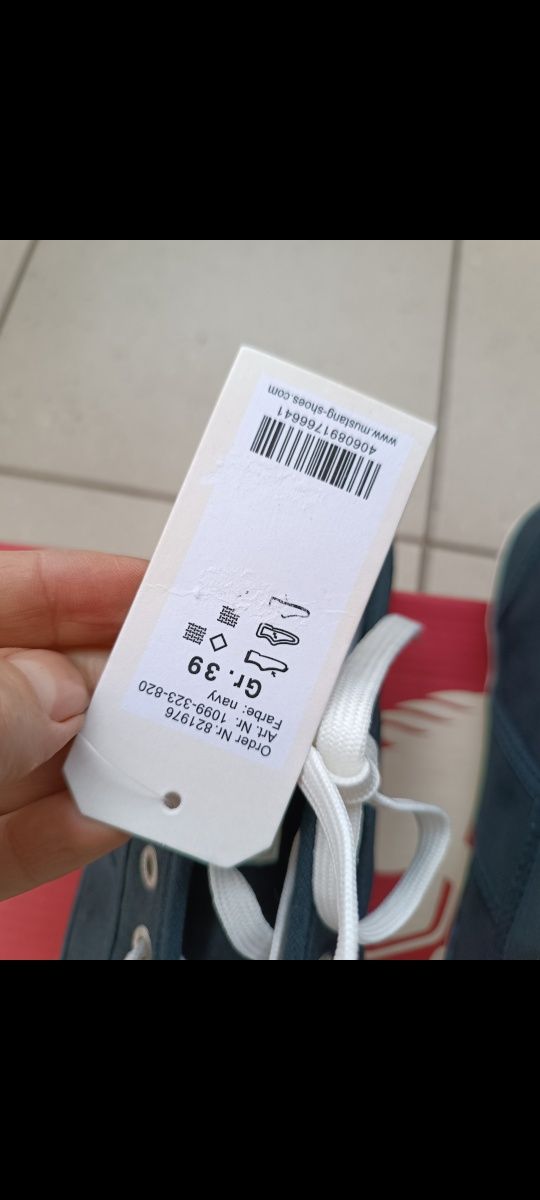 Order Nr.821976
Art. Nr. 1099-323-820
Farbe: navy
Gr. 39
4060891766641
www.mustang-shoes.com